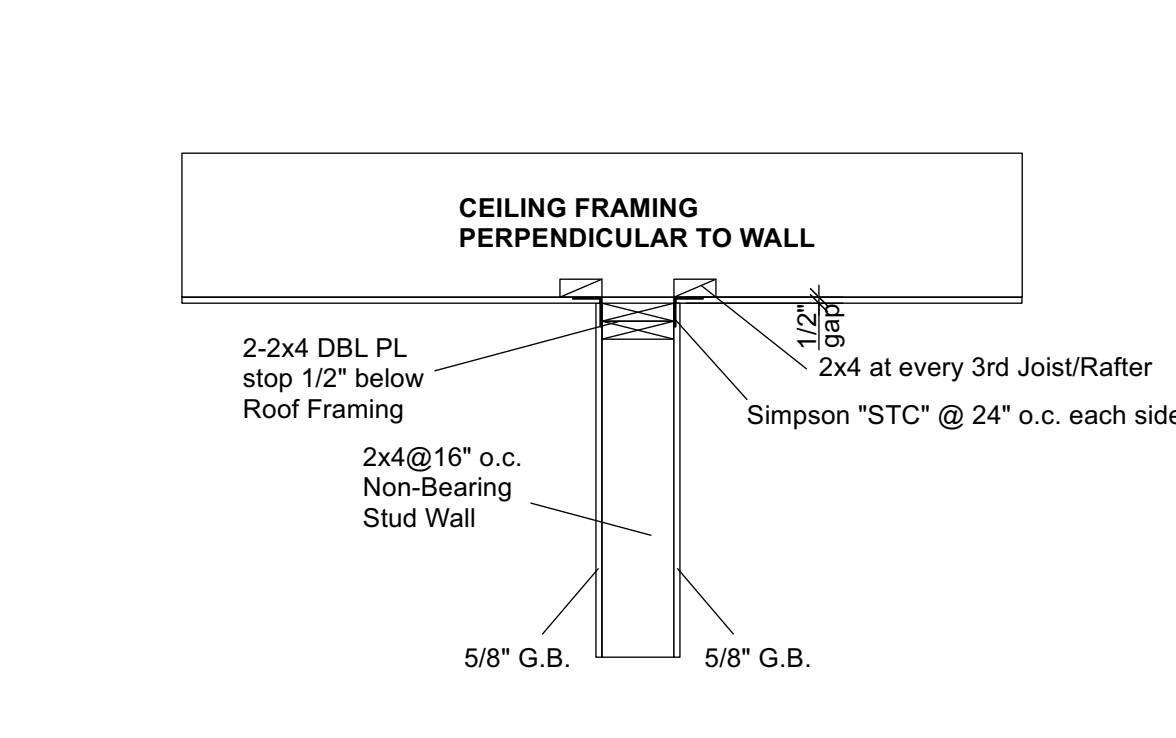 CEILING FRAMING
PERPENDICULAR TO WALL
1/2"
gap
2-2x4 DBL PL
stop 1/2" below
Roof Framing
2x4 at every 3rd Joist/Rafter
Simpson "STC" @ 24" o.c. each side
2x4@16" o.c.
Non-Bearing
Stud Wall
5/8" G.B.
5/8" G.B.